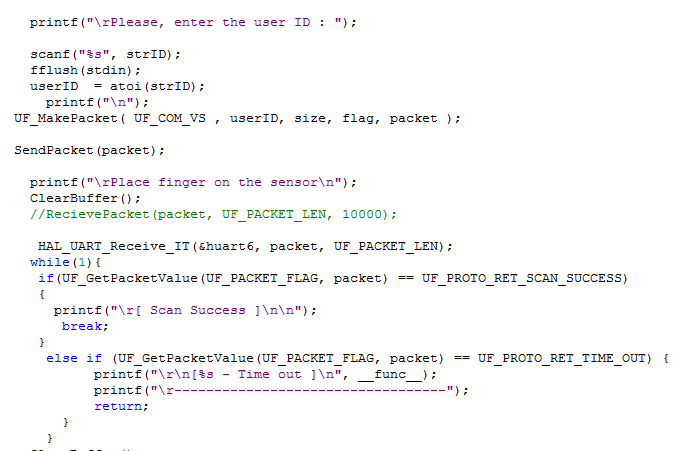 printf("\rPlease, enter the user ID : ");
scanf("%s", strID);
fflush(stdin);
userID  = atoi(strID);
printf("\n");
UF_MakePacket( UF_COM_VS , userID, size, flag, packet );
SendPacket(packet);
printf("\rPlace finger on the sensor\n");
ClearBuffer();
//RecievePacket(packet, UF_PACKET_LEN, 10000);
HAL_UART_Receive_IT(&huart6, packet, UF_PACKET_LEN);
while(1){
if(UF_GetPacketValue(UF_PACKET_FLAG, packet) == UF_PROTO_RET_SCAN_SUCCESS)
{
printf("\r[ Scan Success ]\n\n");
break;
}
else if (UF_GetPacketValue(UF_PACKET_FLAG, packet) == UF_PROTO_RET_TIME_OUT) {
printf("\r\n[%s - Time out ]\n", __func__);
printf("\r----------------------------------");
return;
}
}